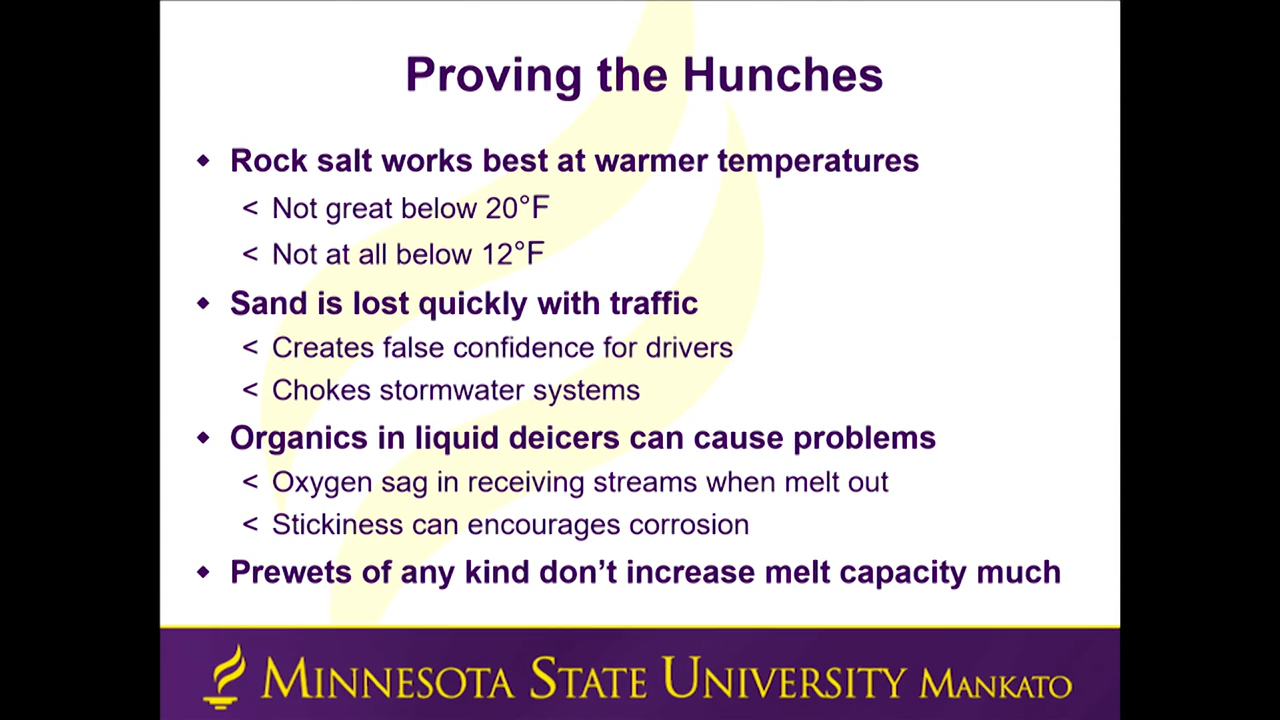 Proving the Hunches
◆ Rock salt works best at warmer temperatures
< Not great below 20°F
< Not at all below 12°F
◆ Sand is lost quickly with traffic
< Creates false confidence for drivers
< Chokes stormwater systems
◆ Organics in liquid deicers can cause problems
< Oxygen sag in receiving streams when melt out
< Stickiness can encourages corrosion
◆ Prewets of any kind don’t increase melt capacity much
MINNESOTA STATE UNIVERSITY MANKATO